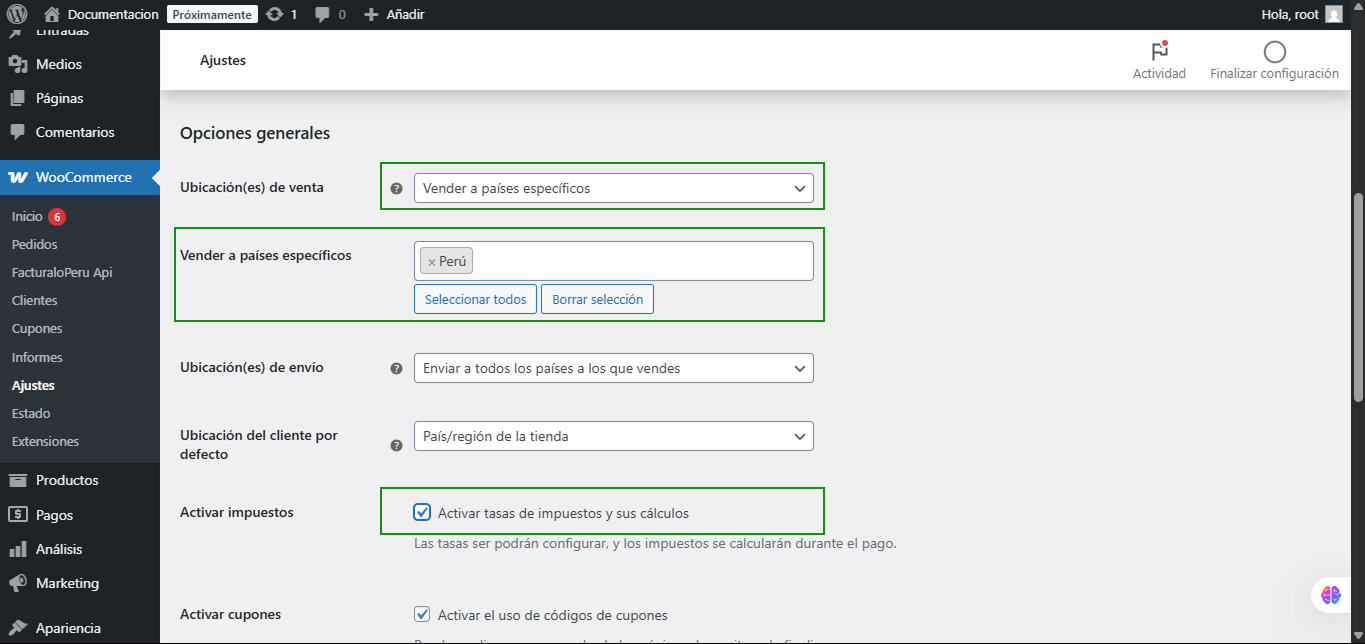 Documentacion Próximamente 1 0 Añadir Hola, root
Entradas
Medios
Páginas
Comentarios
WooCommerce
Inicio 6
Pedidos
FacturaloPeru Api
Clientes
Cupones
Informes
Ajustes
Estado
Extensiones
Productos
Pagos
Análisis
Marketing
Apariencia
Ajustes
Actividad
Finalizar configuración
Opciones generales
Ubicación(es) de venta
Vender a países específicos
Vender a países específicos
× Perú
Seleccionar todos Borrar selección
Ubicación(es) de envío
Enviar a todos los países a los que vendes
Ubicación del cliente por
defecto
País/región de la tienda
Activar impuestos
Activar tasas de impuestos y sus cálculos
Las tasas ser podrán configurar, y los impuestos se calcularán durante el pago.
Activar cupones
Activar el uso de códigos de cupones